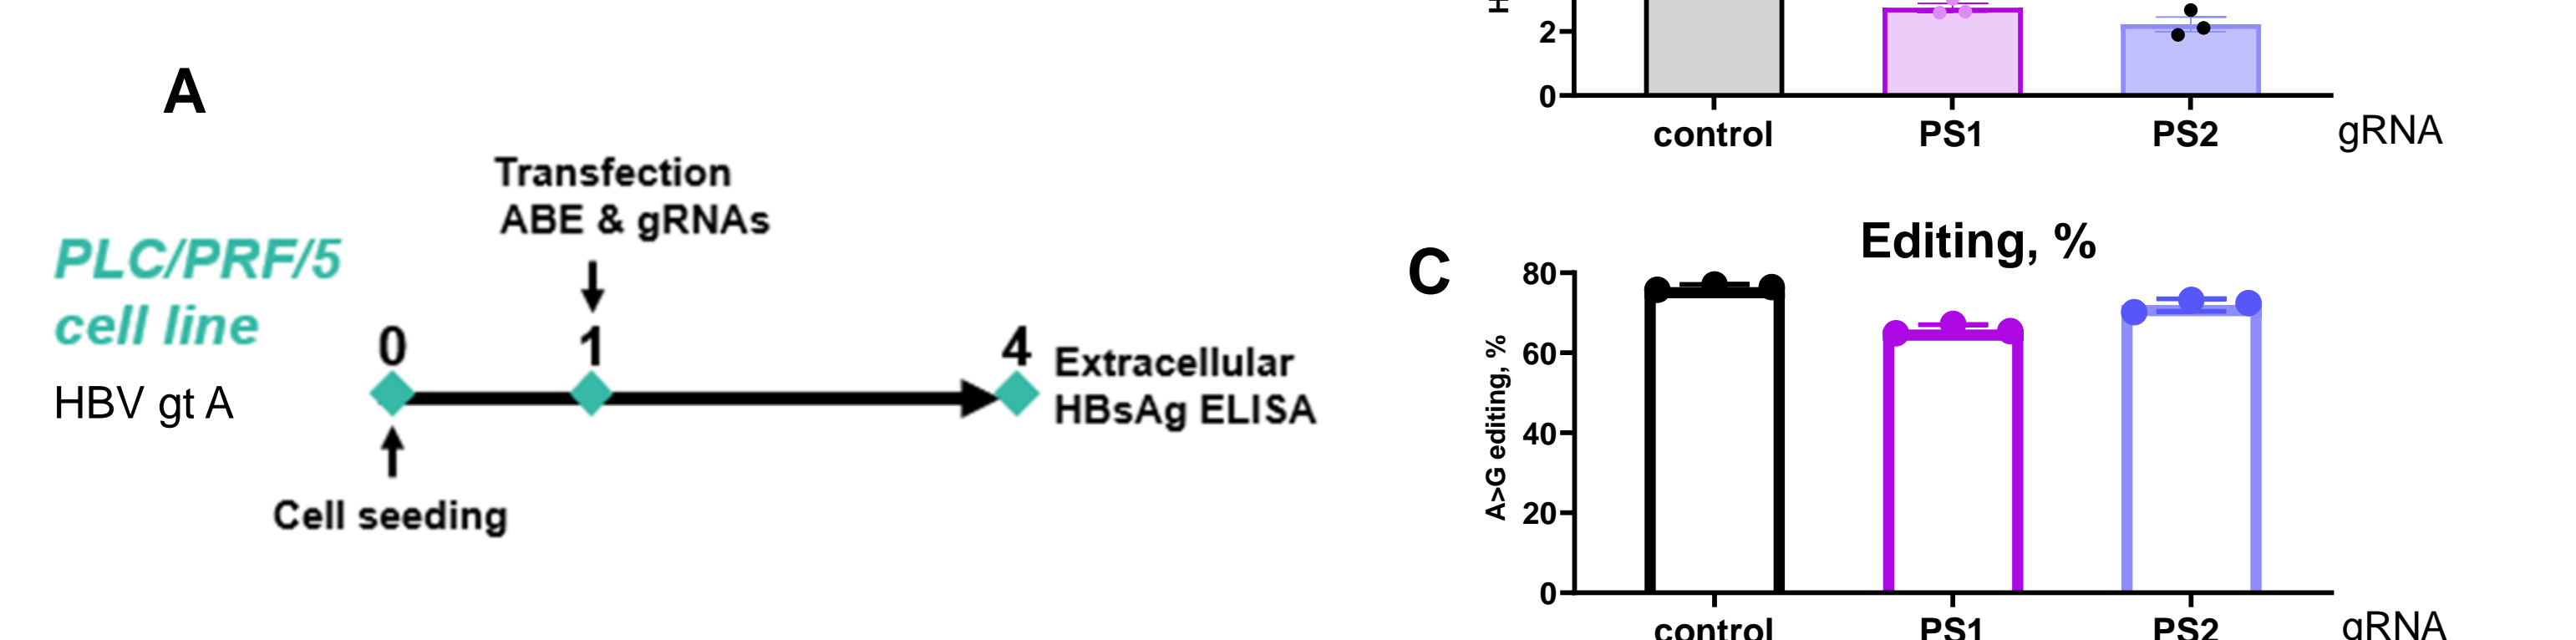 A
Transfection
ABE & gRNAs
PLC/PRF/5
cell line
HBV gt A
0
1
4
Extracellular
HBsAg ELISA
Cell seeding
2
0
control
PS1
PS2
gRNA
C
Editing, %
A>G editing, %
80
60
40
20
0
control
PS1
PS2
gRNA